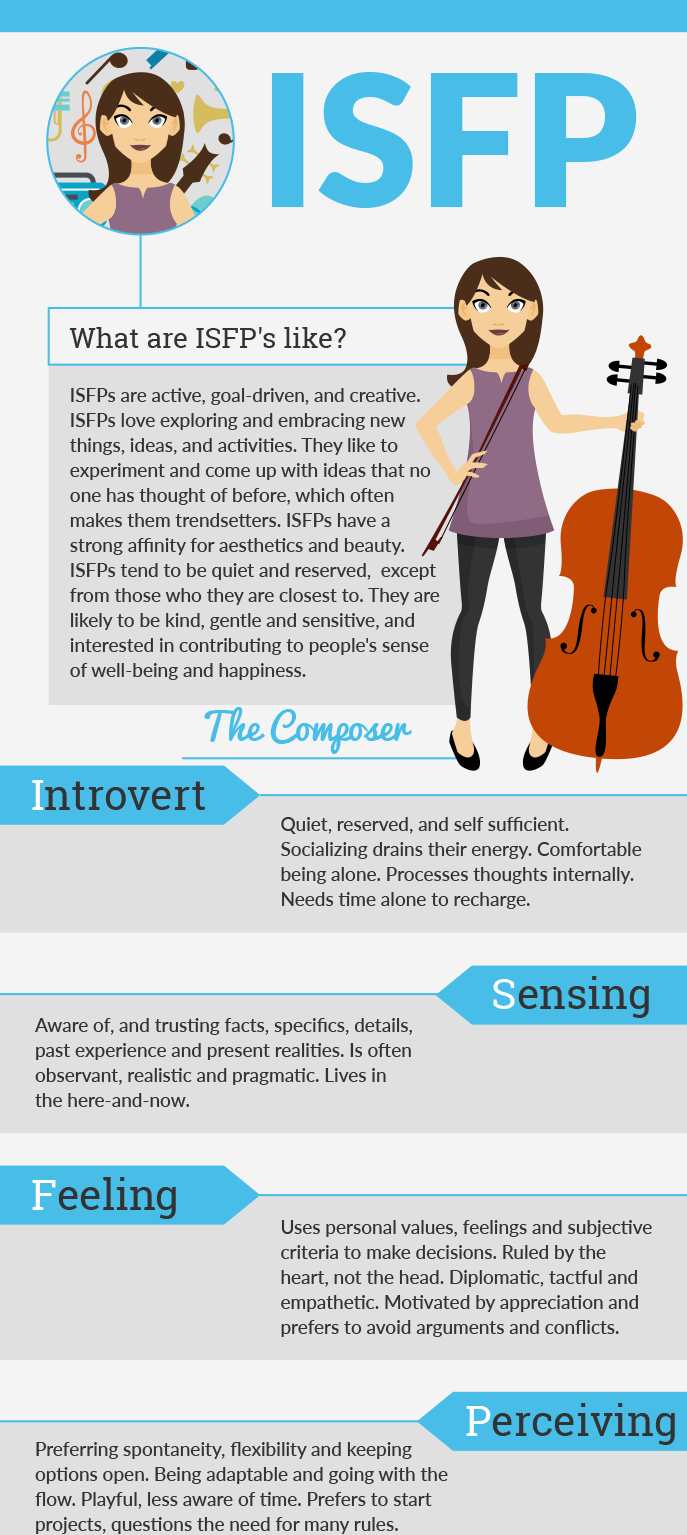 ISFP
What are ISFP's like?
ISFPs are active, goal-driven, and creative.
ISFPs love exploring and embracing new
things, ideas, and activities. They like to
experiment and come up with ideas that no
one has thought of before, which often
makes them trendsetters. ISFPs have a
strong affinity for aesthetics and beauty.
ISFPs tend to be quiet and reserved,  except
from those who they are closest to. They are
likely to be kind, gentle and sensitive, and
interested in contributing to people's sense
of well-being and happiness.
The Composer
Introvert
Quiet, reserved, and self sufficient.
Socializing drains their energy. Comfortable
being alone. Processes thoughts internally.
Needs time alone to recharge.
Sensing
Aware of, and trusting facts, specifics, details,
past experience and present realities. Is often
observant, realistic and pragmatic. Lives in
the here-and-now.
Feeling
Uses personal values, feelings and subjective
criteria to make decisions. Ruled by the
heart, not the head. Diplomatic, tactful and
empathetic. Motivated by appreciation and
prefers to avoid arguments and conflicts.
Perceiving
Preferring spontaneity, flexibility and keeping
options open. Being adaptable and going with the
flow. Playful, less aware of time. Prefers to start
projects, questions the need for many rules.